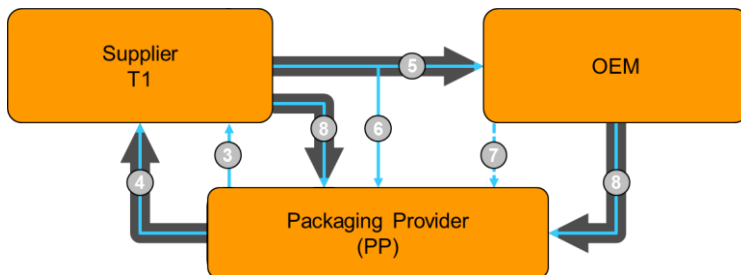 Supplier
T1
OEM
5
8
6
4
3
7
8
Packaging Provider
(PP)